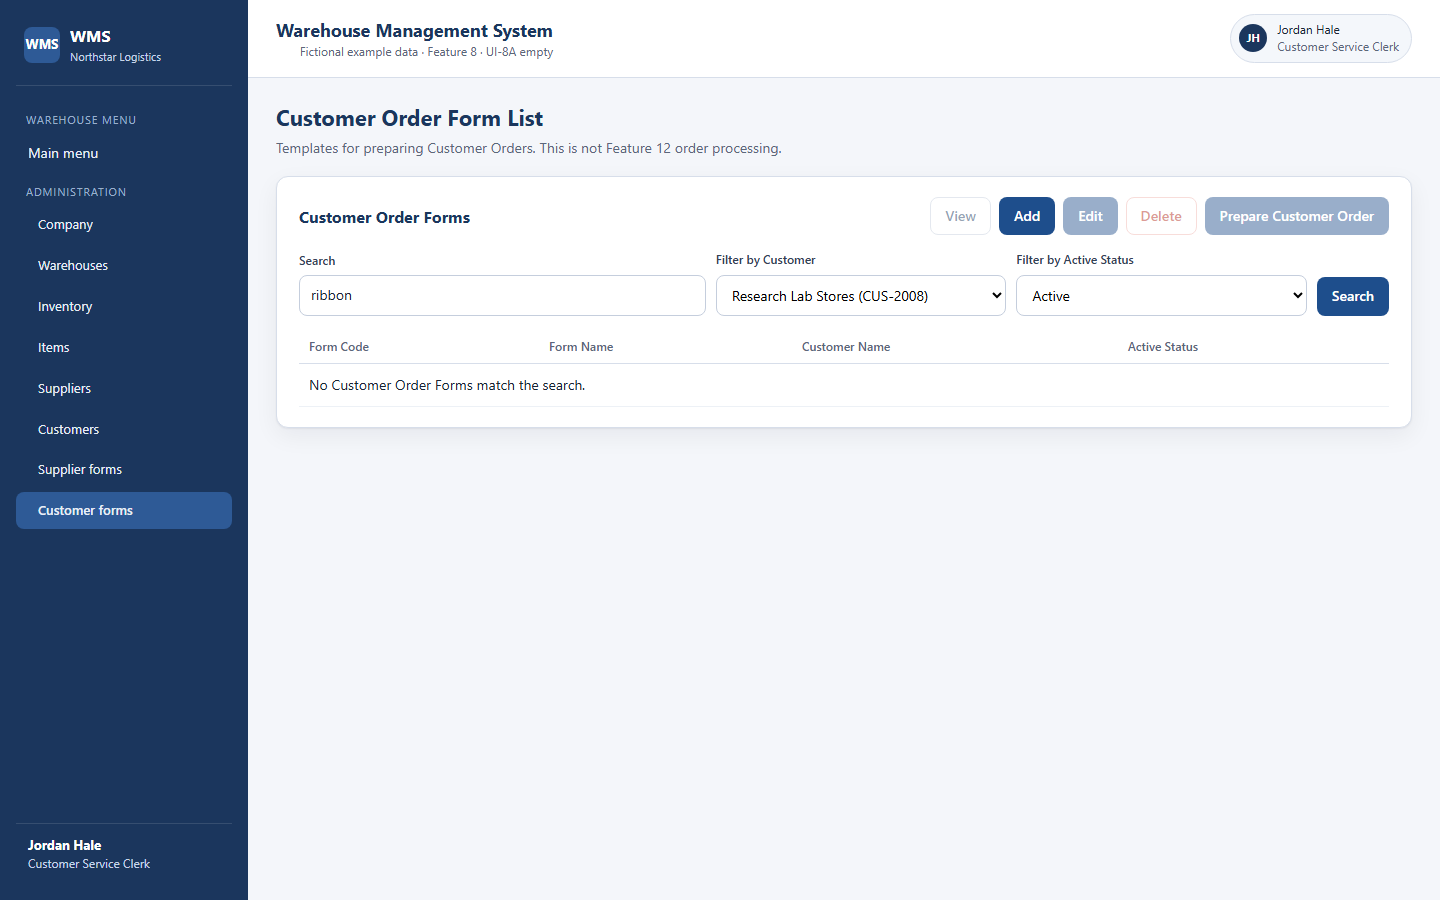 WMS
WMS
Northstar Logistics
WAREHOUSE MENU
Main menu
ADMINISTRATION
Company
Warehouses
Inventory
Items
Suppliers
Customers
Supplier forms
Customer forms
Jordan Hale
Customer Service Clerk
Warehouse Management System
Fictional example data · Feature 8 · UI-8A empty
JH
Jordan Hale
Customer Service Clerk
Customer Order Form List
Templates for preparing Customer Orders. This is not Feature 12 order processing.
Customer Order Forms
View
Add
Edit
Delete
Prepare Customer Order
Search
Filter by Customer
Filter by Active Status
ribbon
Research Lab Stores (CUS-2008)
Active
Search
Form Code
Form Name
Customer Name
Active Status
No Customer Order Forms match the search.